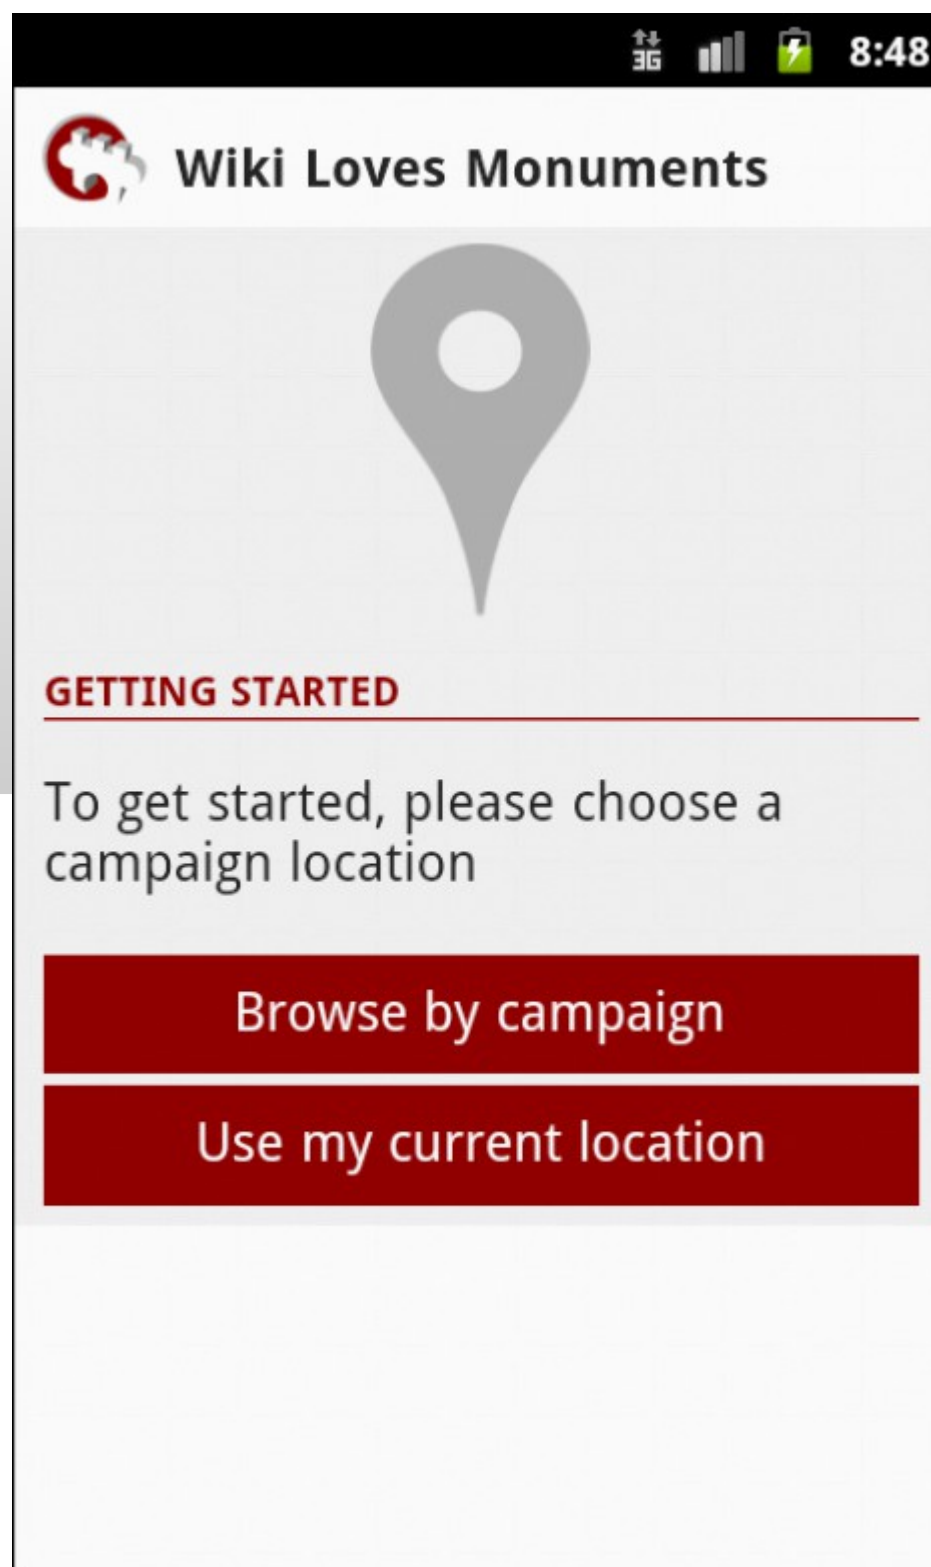 3G 8:48
Wiki Loves Monuments
GETTING STARTED
To get started, please choose a
campaign location
Browse by campaign
Use my current location